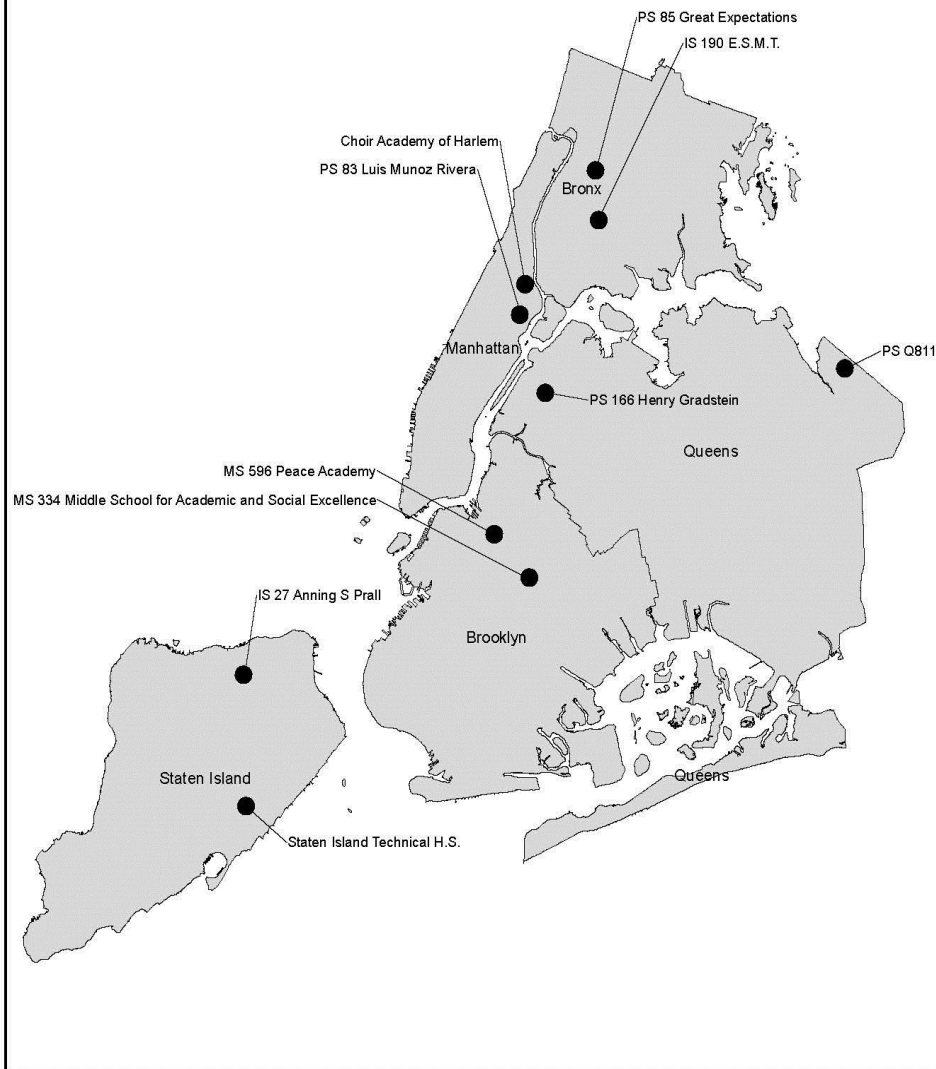 PS 85 Great Expectations
IS 190 E.S.M.T.
Choir Academy of Harlem
PS 83 Luis Munoz Rivera
Bronx
Manhattan
PS Q811
PS 166 Henry Gradstein
Queens
MS 596 Peace Academy
MS 334 Middle School for Academic and Social Excellence
IS 27 Anning S Prall
Brooklyn
Staten Island
Queens
Staten Island Technical H.S.